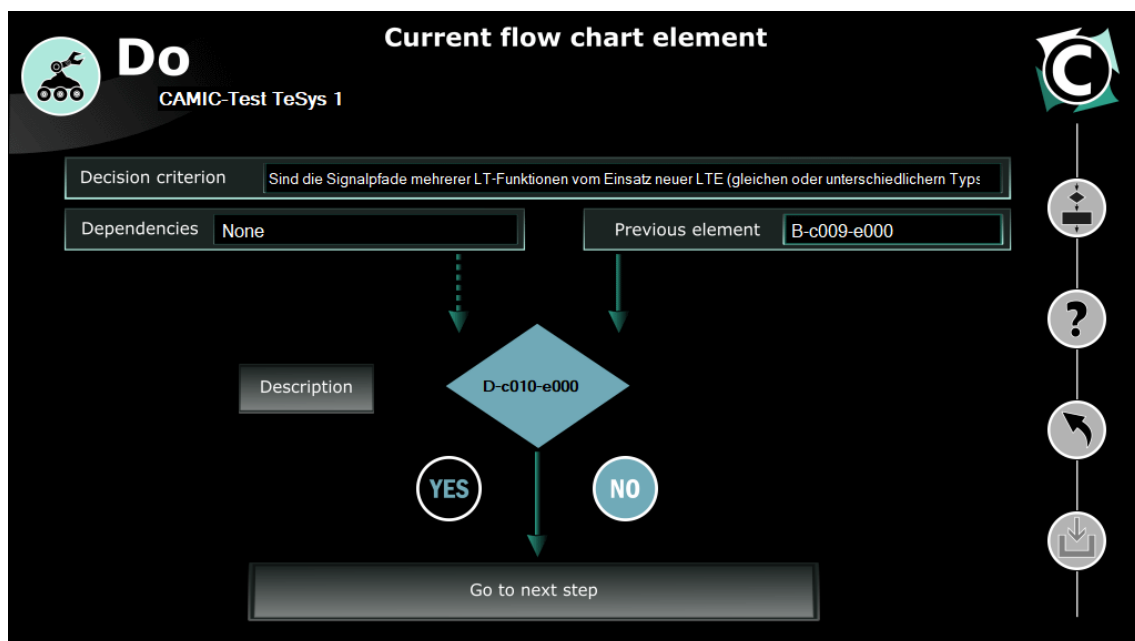 Do
Current flow chart element
CAMIC-Test TeSys 1
C
Decision criterion
Sind die Signalpfade mehrerer LT-Funktionen vom Einsatz neuer LTE (gleichen oder unterschiedlichern Typs
Dependencies
None
Previous element
B-c009-e000
?
Description
D-c010-e000
YES
NO
Go to next step